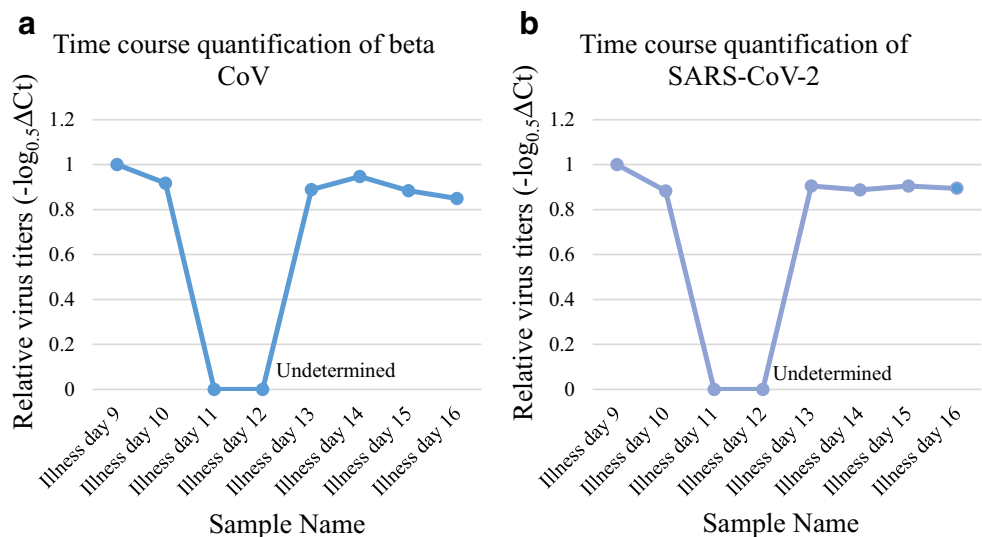 a
Time course quantification of beta
CoV
Relative virus titers (-log0.5ΔCt)
1.2
1
0.8
0.6
0.4
0.2
0
Undetermined
Illness day 9
Illness day 10
Illness day 11
Illness day 12
Illness day 13
Illness day 14
Illness day 15
Illness day 16
Sample Name
b
Time course quantification of
SARS-CoV-2
Relative virus titers (-log0.5ΔCt)
1.2
1
0.8
0.6
0.4
0.2
0
Undetermined
Illness day 9
Illness day 10
Illness day 11
Illness day 12
Illness day 13
Illness day 14
Illness day 15
Illness day 16
Sample Name